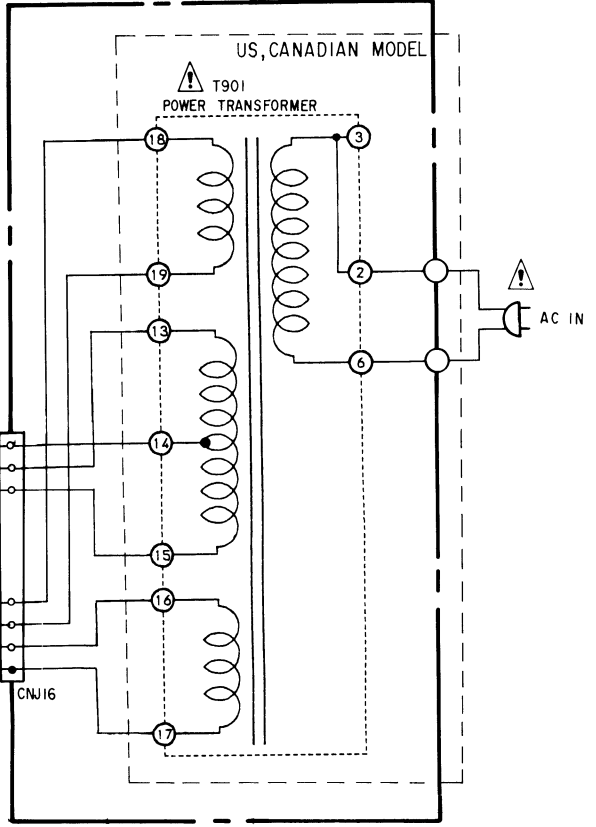 US, CANADIAN MODEL
! T901
POWER TRANSFORMER
18
3
19
2
!
13
AC IN
6
14
15
16
CNJ16
17